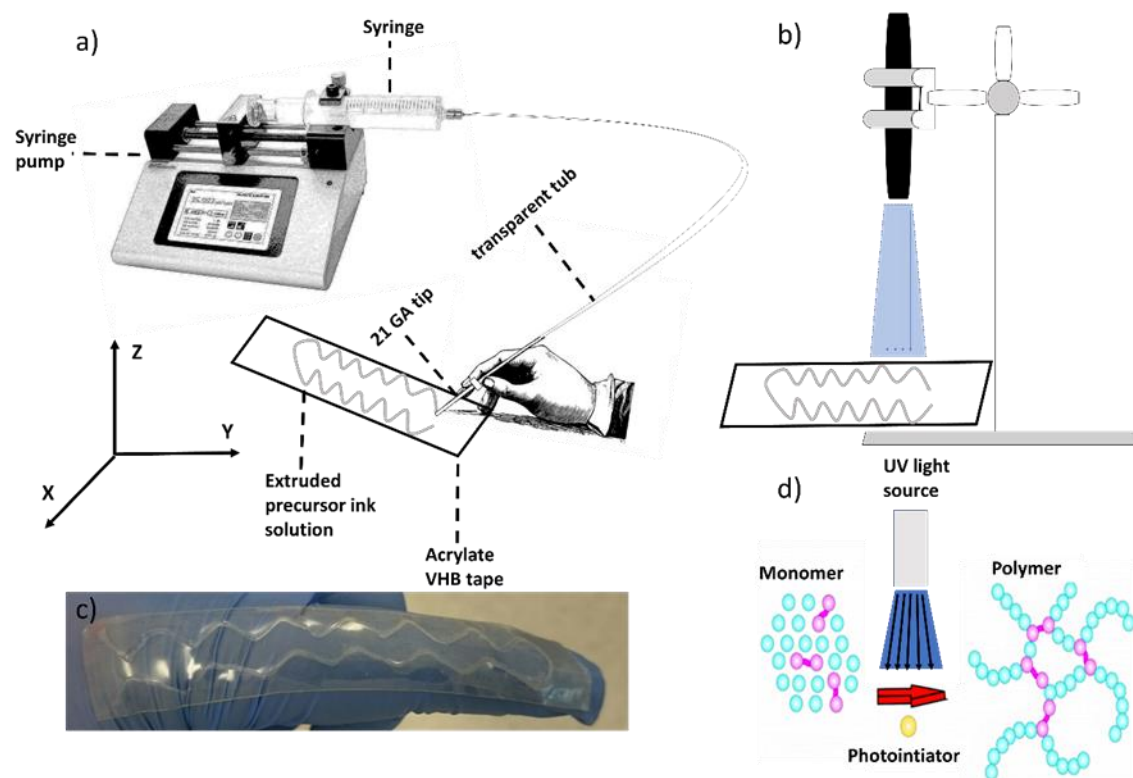 a)
Syringe
Syringe
pump
transparent tub
21 GA tip
Z
Y
X
Extruded
precursor ink
solution
Acrylate
VHB tape
b)
c)
UV light
source
d)
Monomer
Polymer
Photointiator